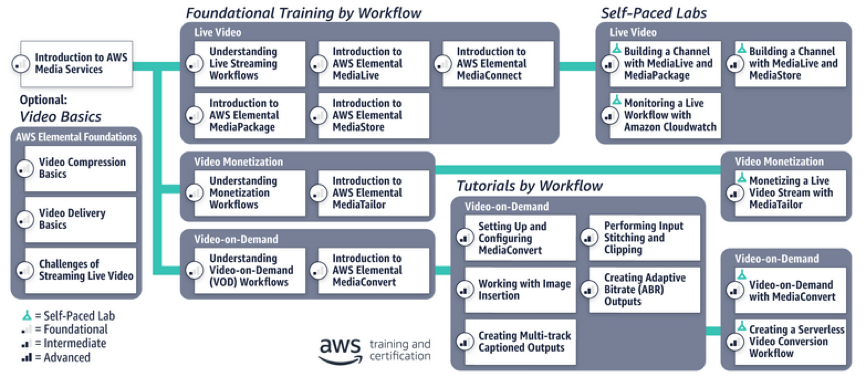 Foundational Training by Workflow
Self-Paced Labs
Introduction to AWS
Media Services
Optional:
Video Basics
AWS Elemental Foundations
Video Compression
Basics
Video Delivery
Basics
Challenges of
Streaming Live Video
= Self-Paced Lab
= Foundational
= Intermediate
= Advanced
Live Video
Understanding
Live Streaming
Workflows
Introduction to
AWS Elemental
MediaLive
Introduction to
AWS Elemental
MediaConnect
Introduction to
AWS Elemental
MediaPackage
Introduction to
AWS Elemental
MediaStore
Video Monetization
Understanding
Monetization
Workflows
Introduction to
AWS Elemental
MediaTailor
Video-on-Demand
Understanding
Video-on-Demand
(VOD) Workflows
Introduction to
AWS Elemental
MediaConvert
Tutorials by Workflow
Video-on-Demand
Setting Up and
Configuring
MediaConvert
Performing Input
Stitching and
Clipping
Working with Image
Insertion
Creating Adaptive
Bitrate (ABR)
Outputs
Creating Multi-track
Captioned Outputs
Live Video
Building a Channel
with MediaLive and
MediaPackage
Building a Channel
with MediaLive and
MediaStore
Monitoring a Live
Workflow with
Amazon Cloudwatch
Video Monetization
Monetizing a Live
Video Stream with
MediaTailor
Video-on-Demand
Video-on-Demand
with MediaConvert
Creating a Serverless
Video Conversion
Workflow
aws training and
certification